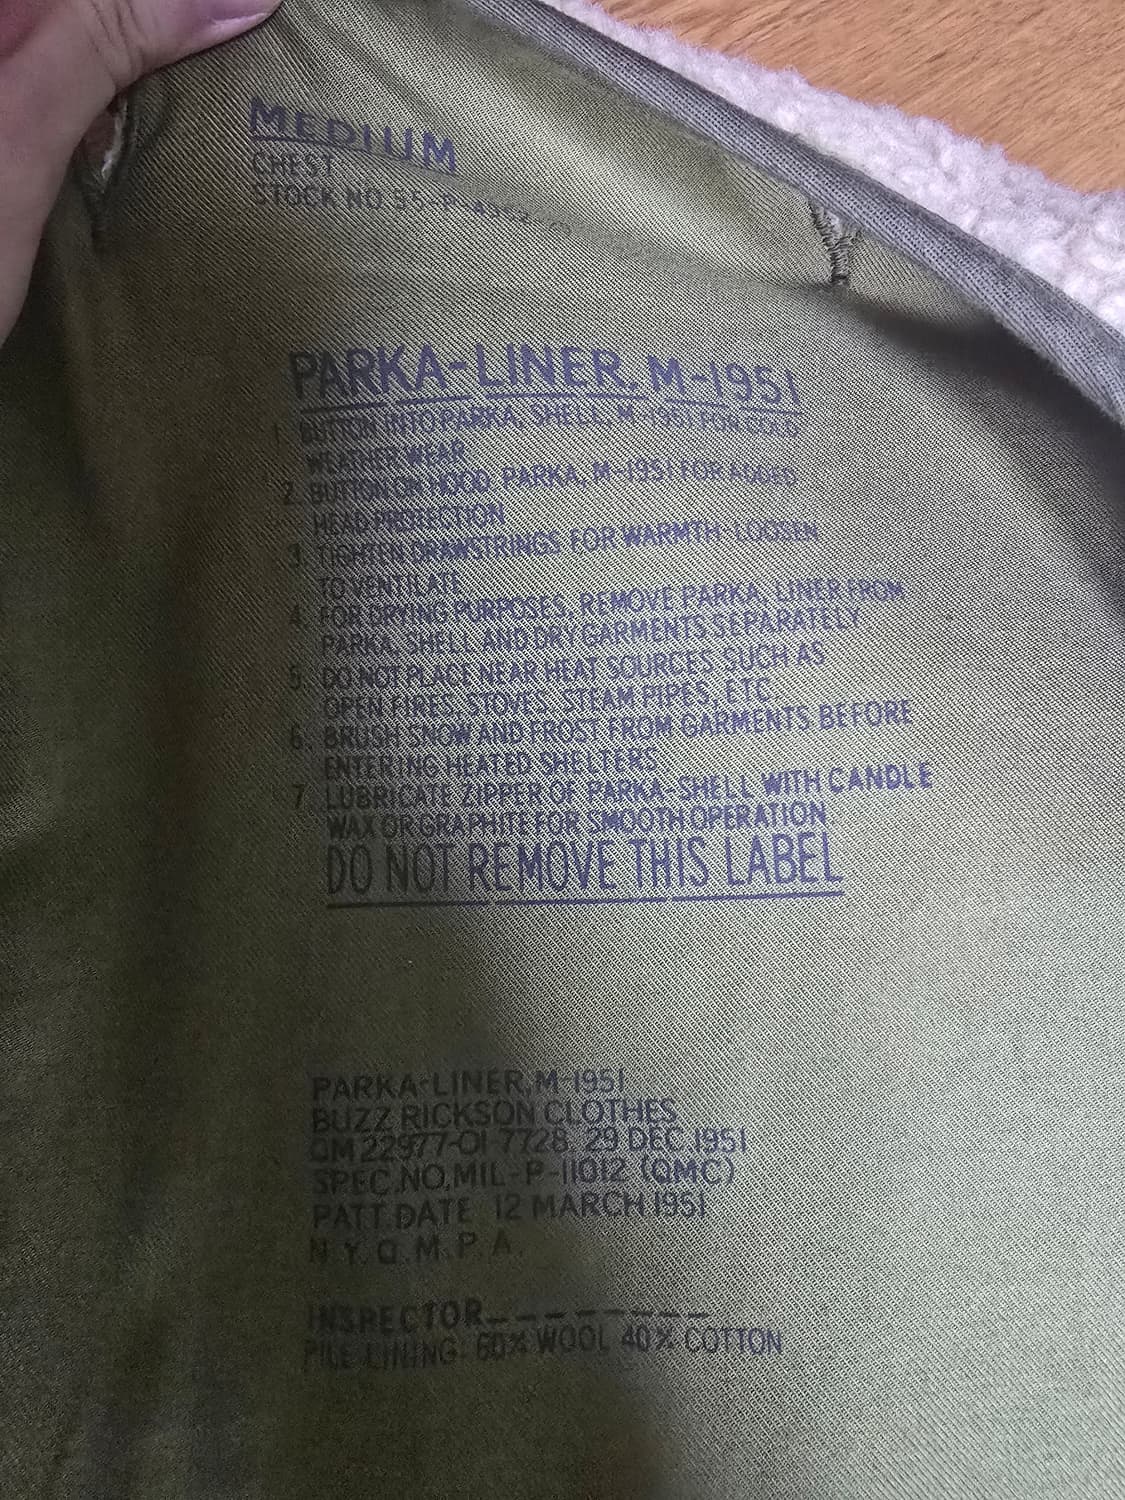 MEDIUM
CHEST
STOCK NO 55-P
PARKA-LINER, M-1951
1. BUTTON INTO PARKA, SHELL, M-1951 FOR COLD
WEATHER WEAR
2. BUTTON ON HOOD, PARKA, M-1951 FOR ADDED
HEAD PROTECTION
3. TIGHTEN DRAWSTRINGS FOR WARMTH-LOOSEN
TO VENTILATE
4. FOR DRYING PURPOSES, REMOVE PARKA, LINER FROM
PARKA, SHELL AND DRY GARMENTS SEPARATELY
5. DO NOT PLACE NEAR HEAT SOURCES SUCH AS
OPEN FIRES, STOVES, STEAM PIPES, ETC.
6. BRUSH SNOW AND FROST FROM GARMENTS BEFORE
ENTERING HEATED SHELTERS
7. LUBRICATE ZIPPER OF PARKA-SHELL WITH CANDLE
WAX OR GRAPHITE FOR SMOOTH OPERATION
DO NOT REMOVE THIS LABEL
PARKA-LINER, M-1951
BUZZ RICKSON CLOTHES
QM 22977-OI 7728, 29 DEC 1951
SPEC.NO.MIL-P-11012 (QMC)
PATT DATE 12 MARCH 1951
N.Y.Q.M.P.A.
INSPECTOR--------
PILE LINING: 60% WOOL 40% COTTON